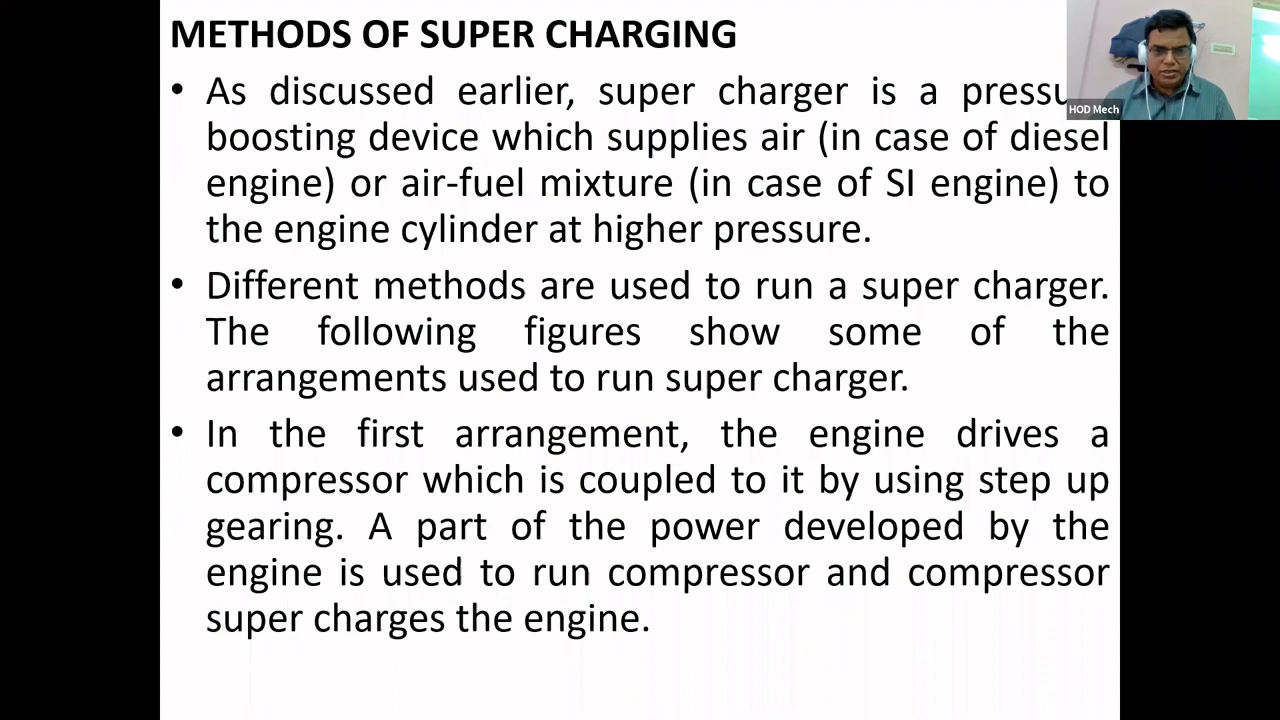 METHODS OF SUPER CHARGING
• As discussed earlier, super charger is a
boosting device which supplies air (in case of diesel
engine) or air-fuel mixture (in case of SI engine) to
the engine cylinder at higher pressure.
• Different methods are used to run a super charger.
The following figures show some of the
arrangements used to run super charger.
• In the first arrangement, the engine drives a
compressor which is coupled to it by using step up
gearing. A part of the power developed by the
engine is used to run compressor and compressor
super charges the engine.
HOD Mech